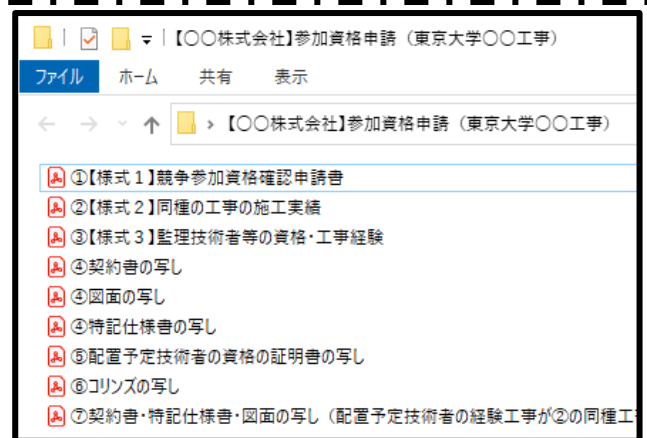 【〇〇株式会社】参加資格申請（東京大学〇〇工事）
ファイル ホーム 共有 表示
【〇〇株式会社】参加資格申請（東京大学〇〇工事）
①【様式１】競争参加資格確認申請書
②【様式２】同種の工事の施工実績
③【様式３】監理技術者等の資格・工事経験
④契約書の写し
④図面の写し
④特記仕様書の写し
⑤配置予定技術者の資格の証明書の写し
⑥コリンズの写し
⑦契約書・特記仕様書・図面の写し（配置予定技術者の経験工事が②の同種工